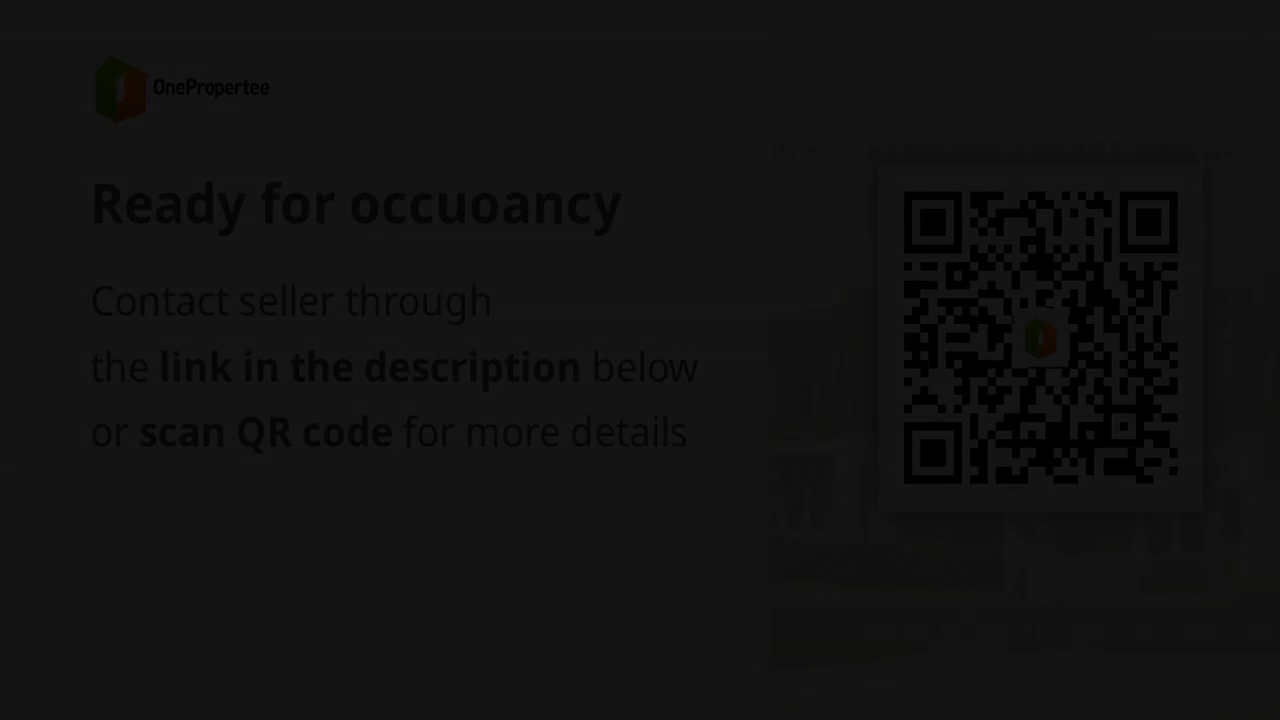 OnePropertee
Ready for occuoancy
Contact seller through
the link in the description below
or scan QR code for more details